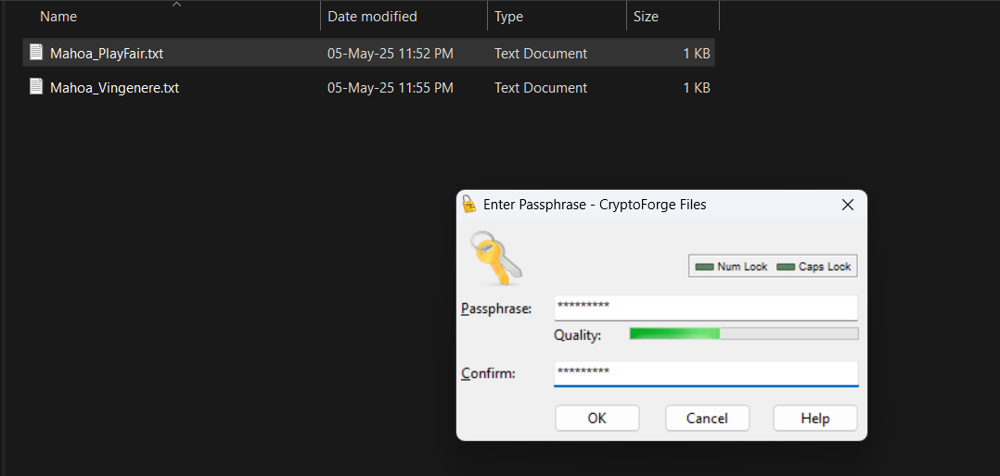 Name Date modified Type Size
Mahoa_PlayFair.txt 05-May-25 11:52 PM Text Document 1 KB
Mahoa_Vingenere.txt 05-May-25 11:55 PM Text Document 1 KB
Enter Passphrase - CryptoForge Files
Num Lock Caps Lock
Passphrase: *********
Quality:
Confirm: *********
OK Cancel Help